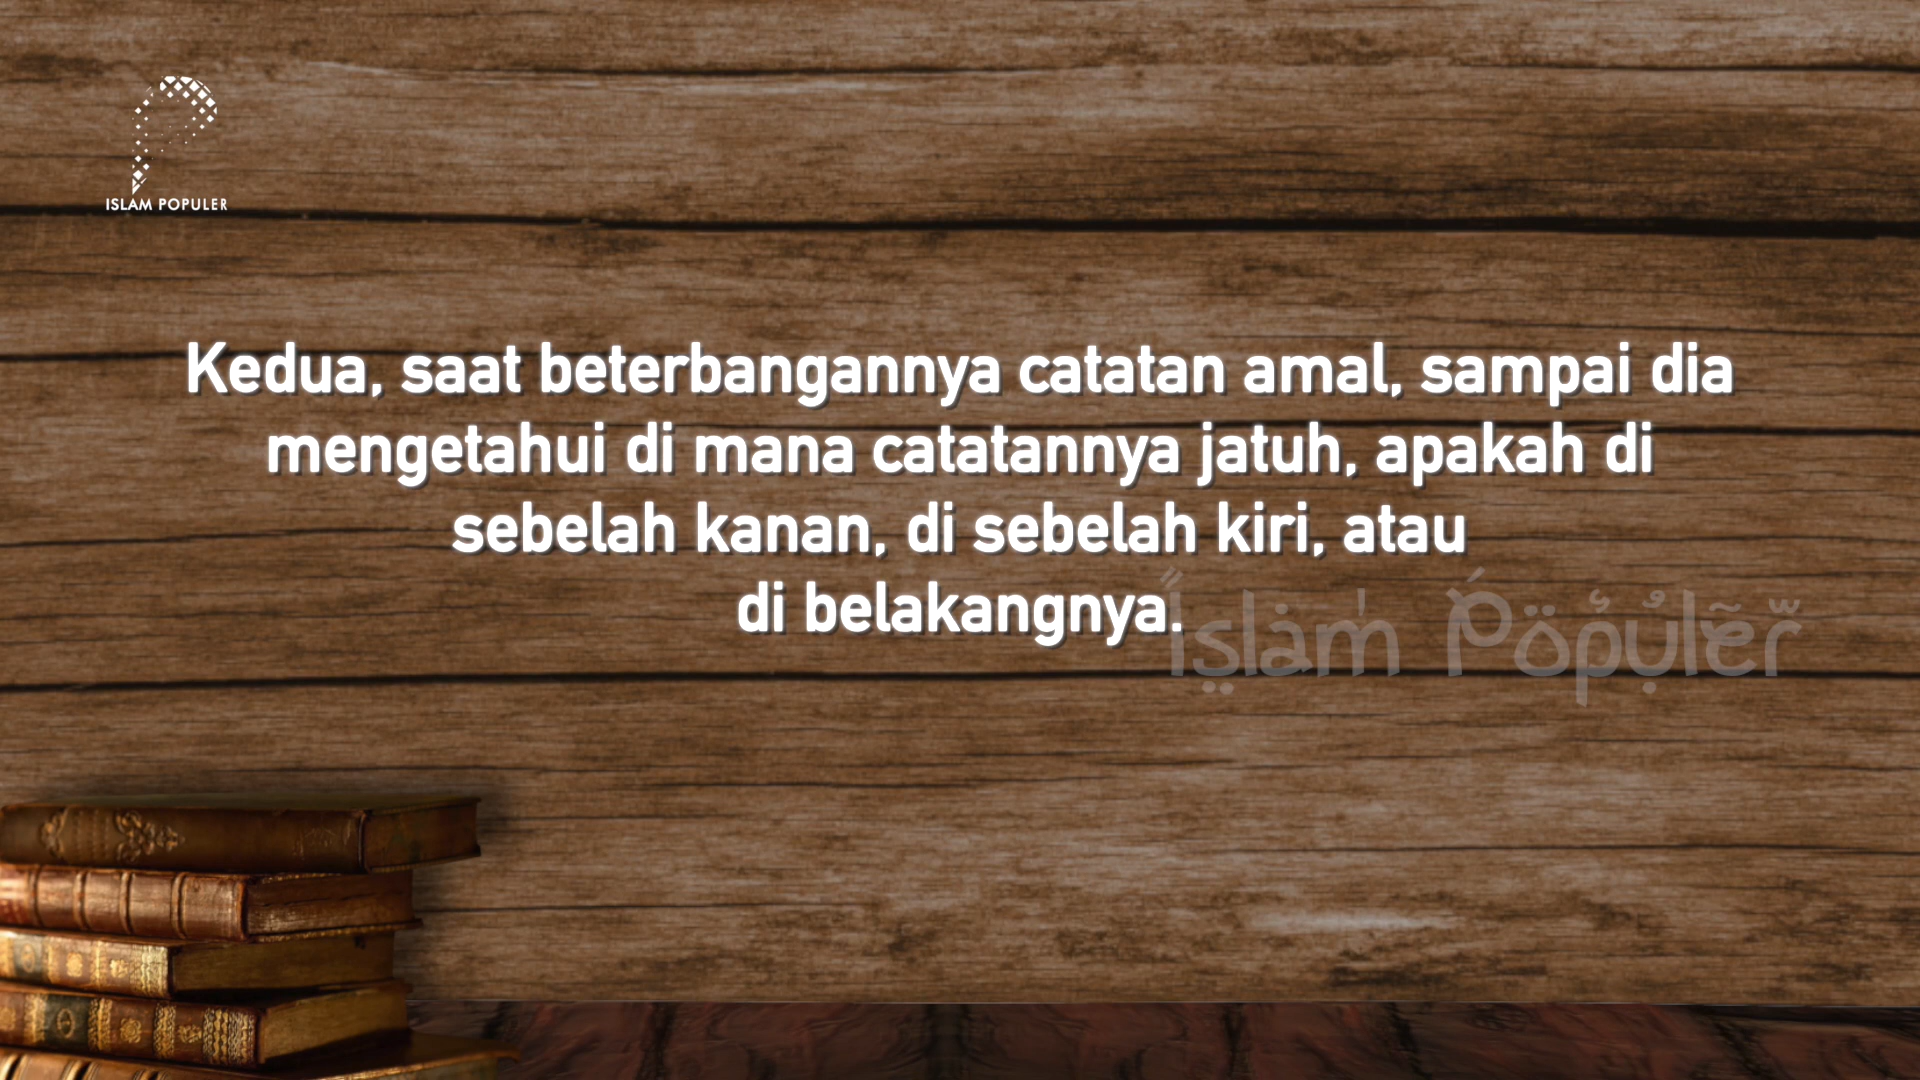 ISLAM POPULER
Kedua, saat beterbangannya catatan amal, sampai dia
mengetahui di mana catatannya jatuh, apakah di
sebelah kanan, di sebelah kiri, atau
di belakangnya.
Islam Populer